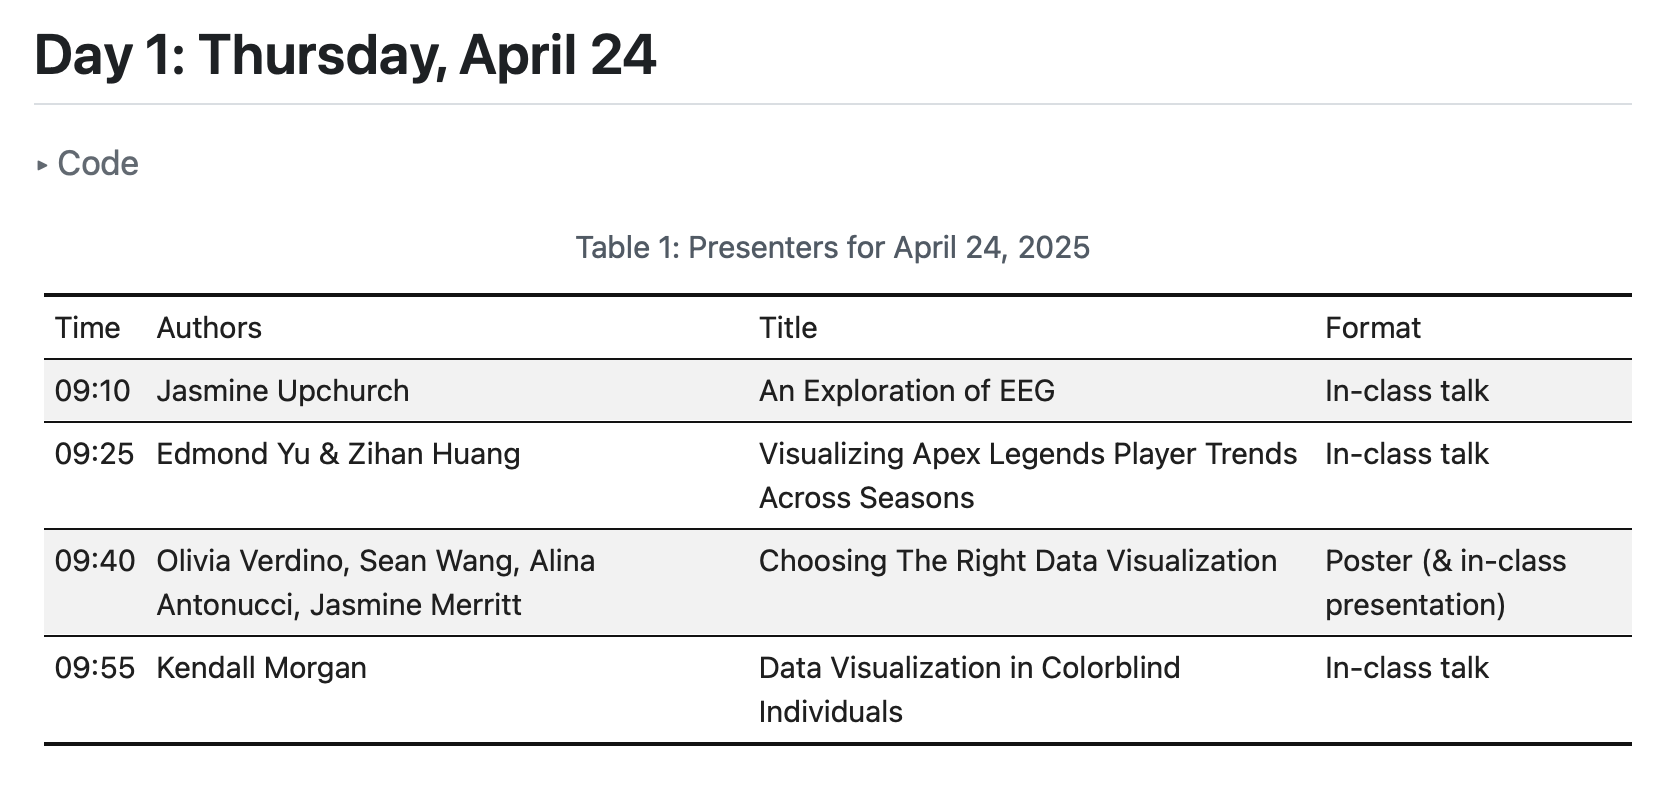 Day 1: Thursday, April 24
Code
Table 1: Presenters for April 24, 2025
Time Authors Title Format
09:10 Jasmine Upchurch An Exploration of EEG In-class talk
09:25 Edmond Yu & Zihan Huang Visualizing Apex Legends Player Trends In-class talk
Across Seasons
09:40 Olivia Verdino, Sean Wang, Alina Choosing The Right Data Visualization Poster (& in-class
Antonucci, Jasmine Merritt presentation)
09:55 Kendall Morgan Data Visualization in Colorblind In-class talk
Individuals